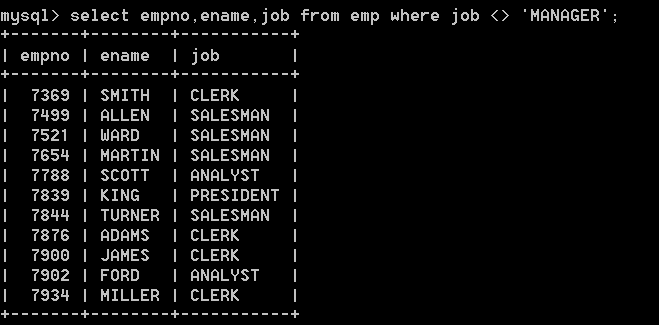 mysql> select empno,ename,job from emp where job <> 'MANAGER';
+-------+--------+-----------+
| empno | ename  | job       |
+-------+--------+-----------+
|  7369 | SMITH  | CLERK     |
|  7499 | ALLEN  | SALESMAN  |
|  7521 | WARD   | SALESMAN  |
|  7654 | MARTIN | SALESMAN  |
|  7788 | SCOTT  | ANALYST   |
|  7839 | KING   | PRESIDENT |
|  7844 | TURNER | SALESMAN  |
|  7876 | ADAMS  | CLERK     |
|  7900 | JAMES  | CLERK     |
|  7902 | FORD   | ANALYST   |
|  7934 | MILLER | CLERK     |
+-------+--------+-----------+